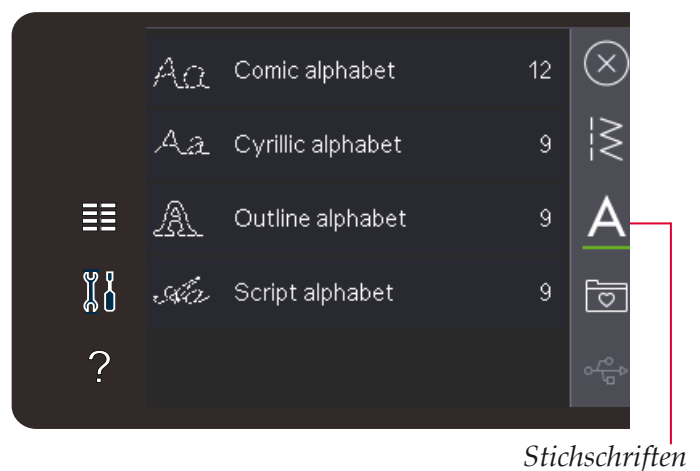 Aa Comic alphabet 12
Aa Cyrillic alphabet 9
A Outline alphabet 9
Script alphabet 9
A
?
Stichschriften